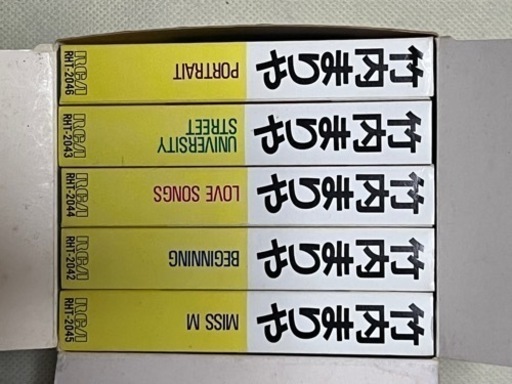 竹内まりや PORTRAIT RCA RHT-2046
竹内まりや UNIVERSITY STREET RCA RHT-2043
竹内まりや LOVE SONGS RCA RHT-2044
竹内まりや BEGINNING RCA RHT-2042
竹内まりや MISS M RCA RHT-2045